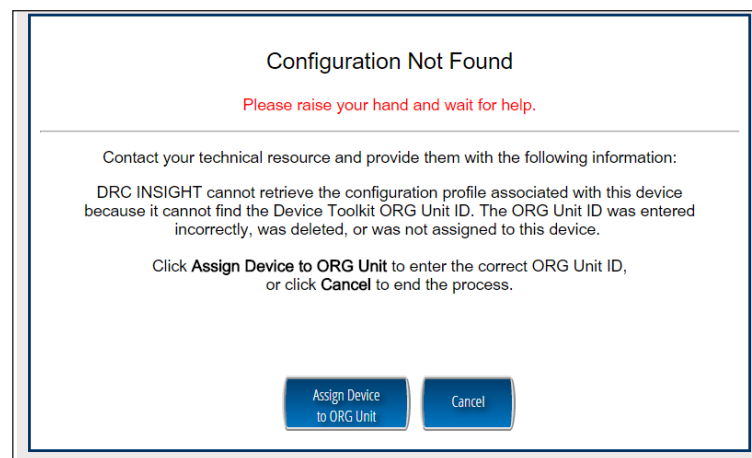 Configuration Not Found
Please raise your hand and wait for help.
Contact your technical resource and provide them with the following information:
DRC INSIGHT cannot retrieve the configuration profile associated with this device
because it cannot find the Device Toolkit ORG Unit ID. The ORG Unit ID was entered
incorrectly, was deleted, or was not assigned to this device.
Click Assign Device to ORG Unit to enter the correct ORG Unit ID,
or click Cancel to end the process.
Assign Device
to ORG Unit
Cancel